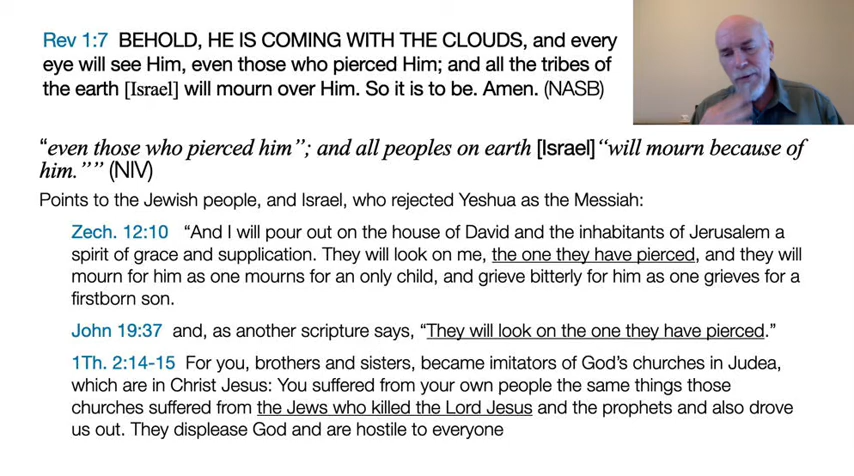 Rev 1:7 BEHOLD, HE IS COMING WITH THE CLOUDS, and every
eye will see Him, even those who pierced Him; and all the tribes of
the earth [Israel] will mourn over Him. So it is to be. Amen. (NASB)
“even those who pierced him”; and all peoples on earth [Israel] “will mourn because of
him.”” (NIV)
Points to the Jewish people, and Israel, who rejected Yeshua as the Messiah:
Zech. 12:10 “And I will pour out on the house of David and the inhabitants of Jerusalem a
spirit of grace and supplication. They will look on me, the one they have pierced, and they will
mourn for him as one mourns for an only child, and grieve bitterly for him as one grieves for a
firstborn son.
John 19:37 and, as another scripture says, “They will look on the one they have pierced.”
1Th. 2:14-15 For you, brothers and sisters, became imitators of God’s churches in Judea,
which are in Christ Jesus: You suffered from your own people the same things those
churches suffered from the Jews who killed the Lord Jesus and the prophets and also drove
us out. They displease God and are hostile to everyone